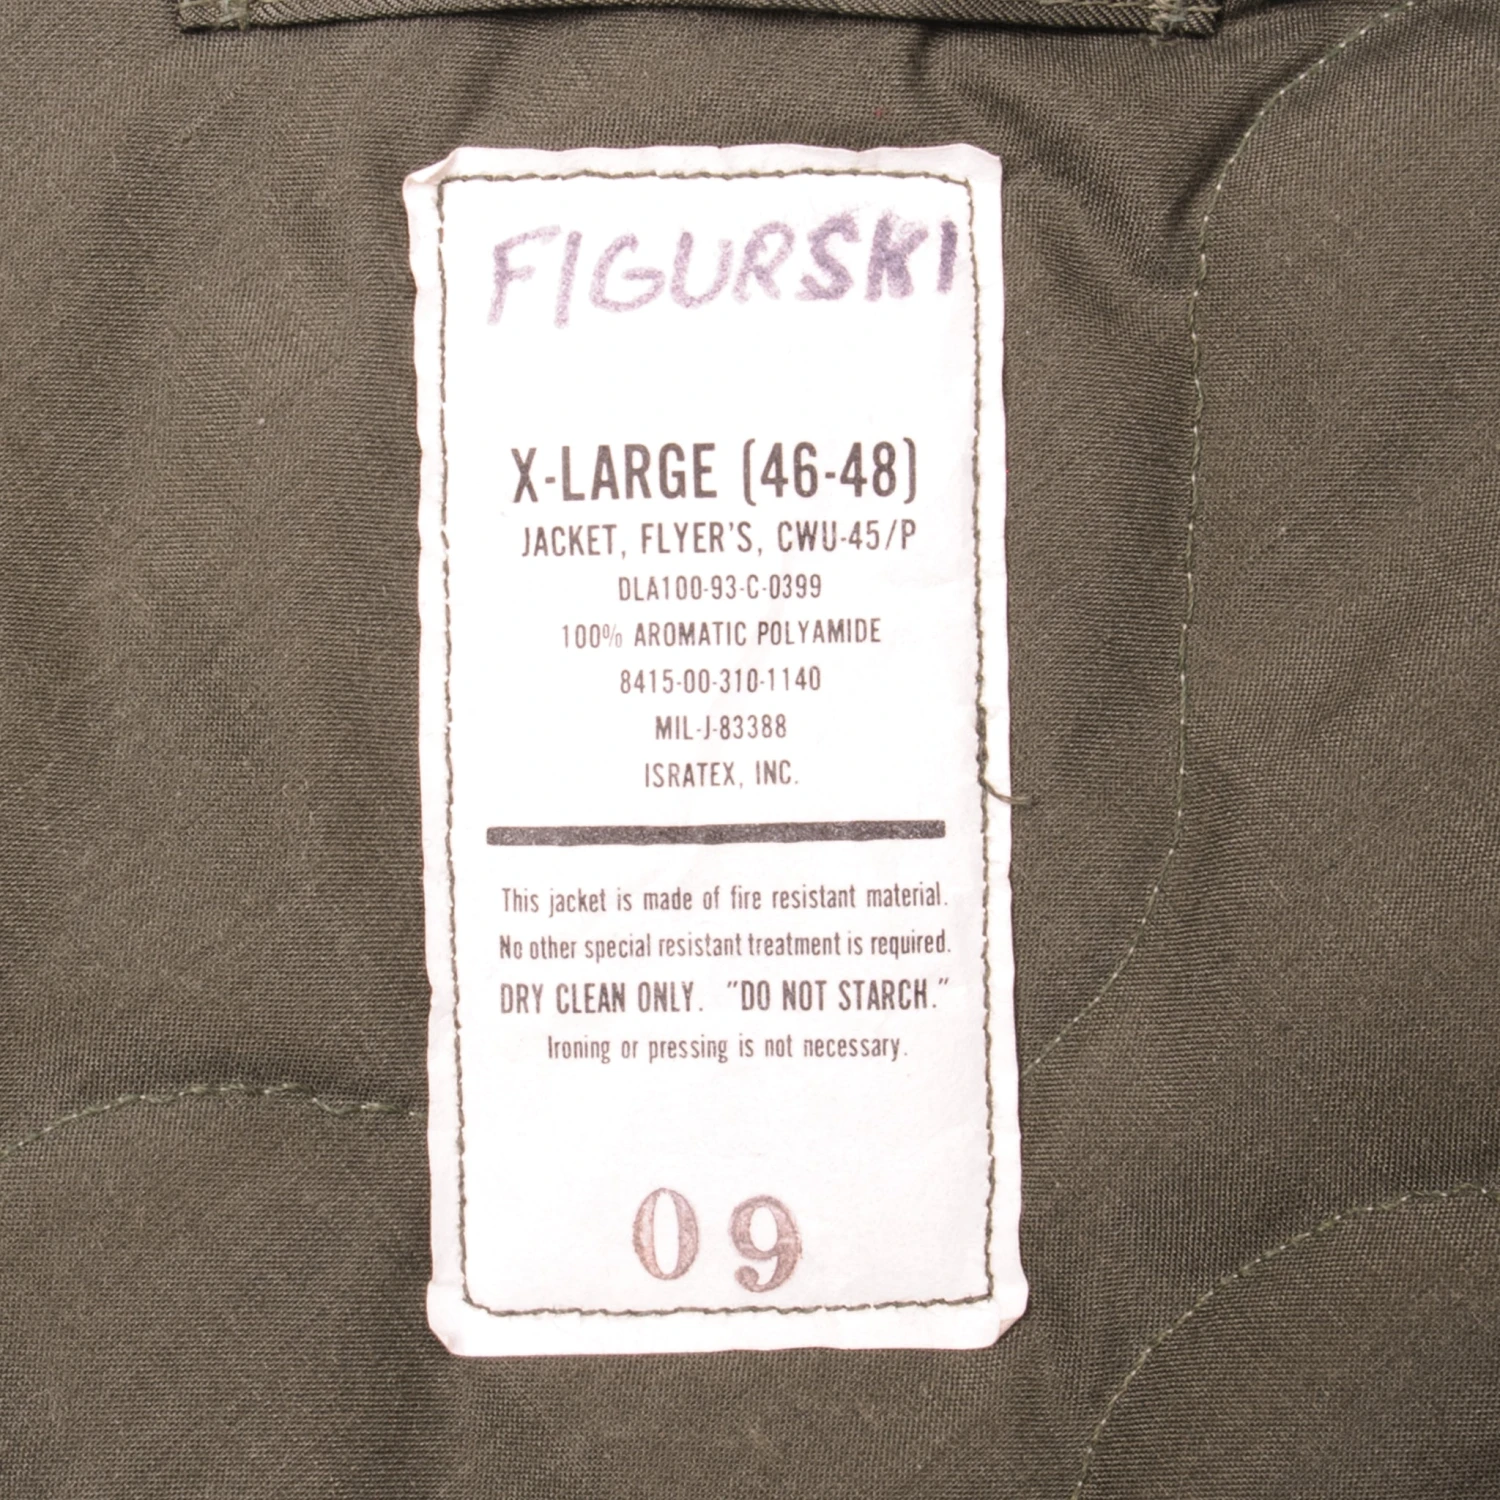 FIGURSKI
X-LARGE (46-48)
JACKET, FLYER'S, CWU-45/P
DLA100-93-C-0399
100% AROMATIC POLYAMIDE
8415-00-310-1140
MIL-J-83388
ISRATEX, INC.
This jacket is made of fire resistant material.
No other special resistant treatment is required.
DRY CLEAN ONLY. "DO NOT STARCH."
Ironing or pressing is not necessary.
09